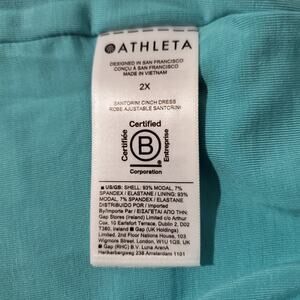 ATHLETA
DESIGNED IN SAN FRANCISCO
CONÇU À SAN FRANCISCO
MADE IN VIETNAM
2X
SANTORINI CINCH DRESS
ROBE AJUSTABLE SANTORINI
Certified
Certifiée
B
Entreprise
Corporation
US/GB: SHELL: 93% MODAL, 7%
SPANDEX / ELASTANE / LINING: 93%
MODAL, 7% SPANDEX / ELASTANE
DISTRIBUIDO POR / Imported
By/Importe Par / ΕΙΣΑΓΕΤΑΙ ΑΠΟ ΤΗΝ:
Gap Stores (Ireland) Limited c/o Arthur
Cox, 10 Earlsfort Terrace, Dublin 2, D02
T380, Ireland Gap (UK Holdings)
Limited, 2nd Floor Nations House, 103
Wigmore Street, London, W1U 1QS, UK
Gap (RHC) B.V. Luna ArenA
Herikerbergweg 238 Amsterdam 1101